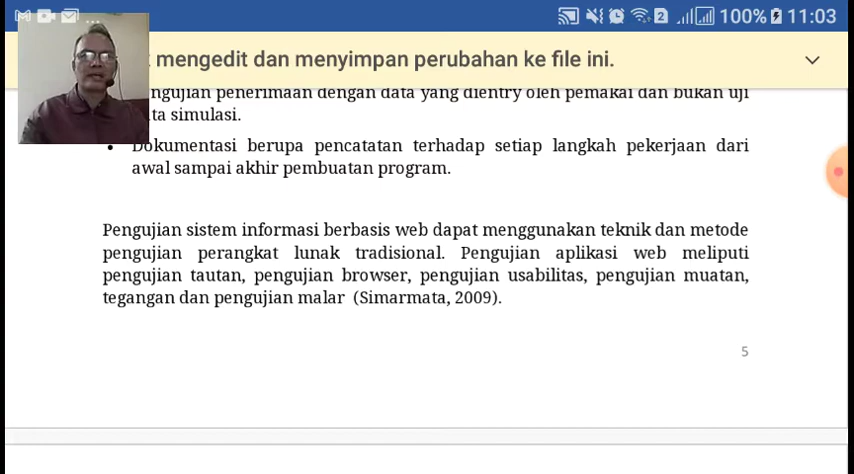 ... 100% 11:03
2
mengedit dan menyimpan perubahan ke file ini.
ngujian penerimaan dengan data yang dientry oleh pemakai dan bukan uji
ta simulasi.
• Dokumentasi berupa pencatatan terhadap setiap langkah pekerjaan dari
awal sampai akhir pembuatan program.
Pengujian sistem informasi berbasis web dapat menggunakan teknik dan metode
pengujian perangkat lunak tradisional. Pengujian aplikasi web meliputi
pengujian tautan, pengujian browser, pengujian usabilitas, pengujian muatan,
tegangan dan pengujian malar (Simarmata, 2009).
5